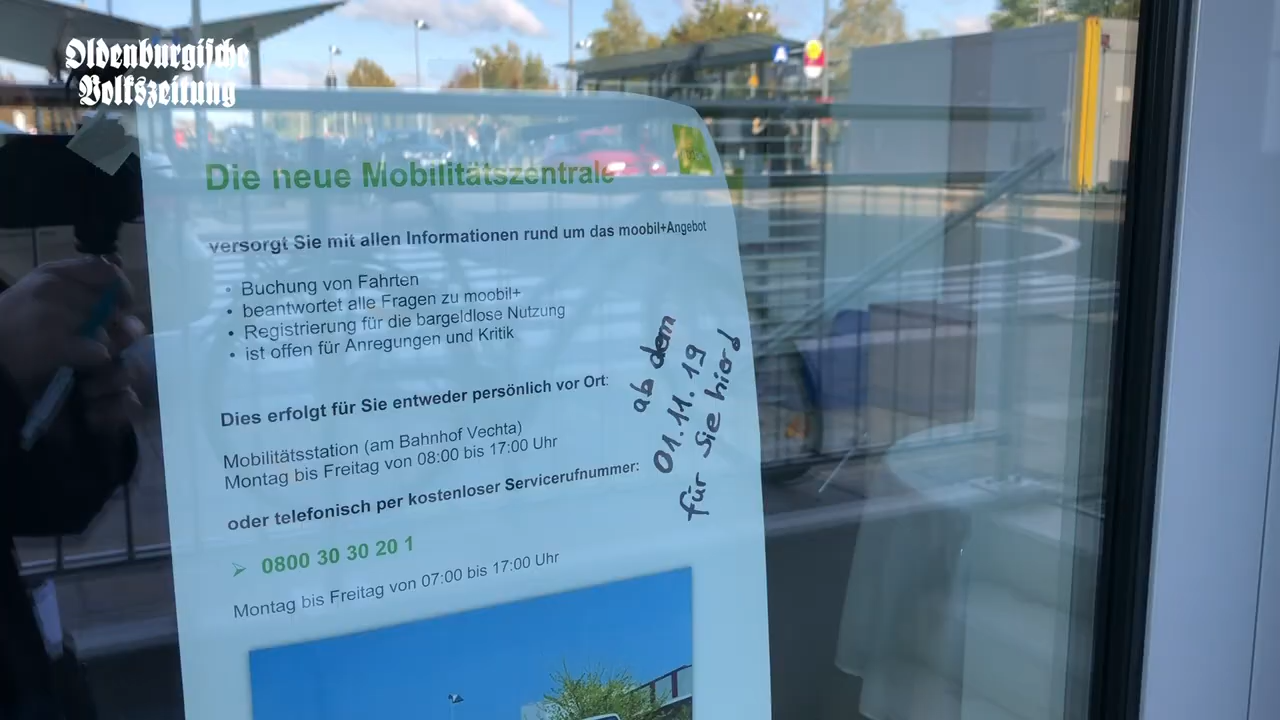 Oldenburgische
Volkszeitung
A
Die neue Mobilitätszentrale
versorgt Sie mit allen Informationen rund um das moobil+Angebot
• Buchung von Fahrten
• beantwortet alle Fragen zu moobil+
• Registrierung für die bargeldlose Nutzung
• ist offen für Anregungen und Kritik
Dies erfolgt für Sie entweder persönlich vor Ort:
Mobilitätsstation (am Bahnhof Vechta)
Montag bis Freitag von 08:00 bis 17:00 Uhr
oder telefonisch per kostenloser Servicerufnummer:
➢ 0800 30 30 20 1
Montag bis Freitag von 07:00 bis 17:00 Uhr
ab dem
01.11.19
für Sie hier!